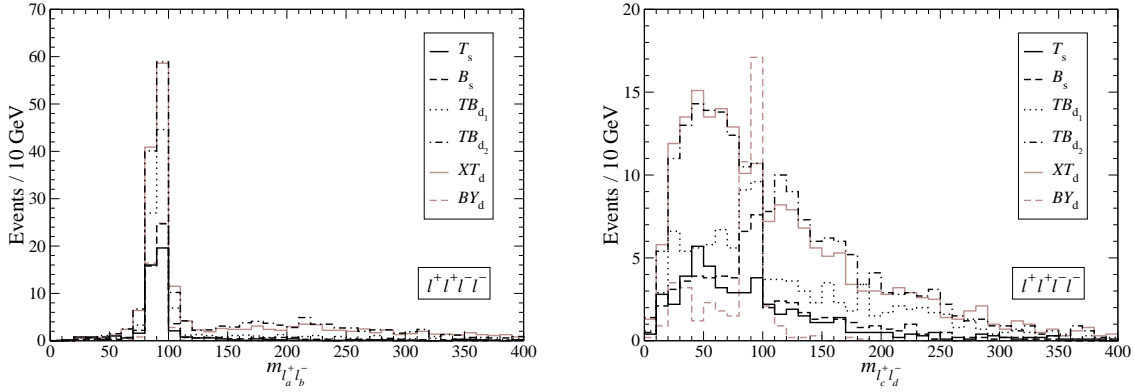 60
50
40
30
20
10
0
Events / 10 GeV
0 50 100 150 200 250 300 350 400
m_{l_a^+ l_b^-}
T_s
B_s
TB_{d_1}
TB_{d_2}
XT_d
BY_d
l^+l^+l^-l^-
20
15
10
5
0
Events / 10 GeV
0 50 100 150 200 250 300 350 400
m_{l_c^+ l_d^-}
T_s
B_s
TB_{d_1}
TB_{d_2}
XT_d
BY_d
l^+l^+l^-l^-